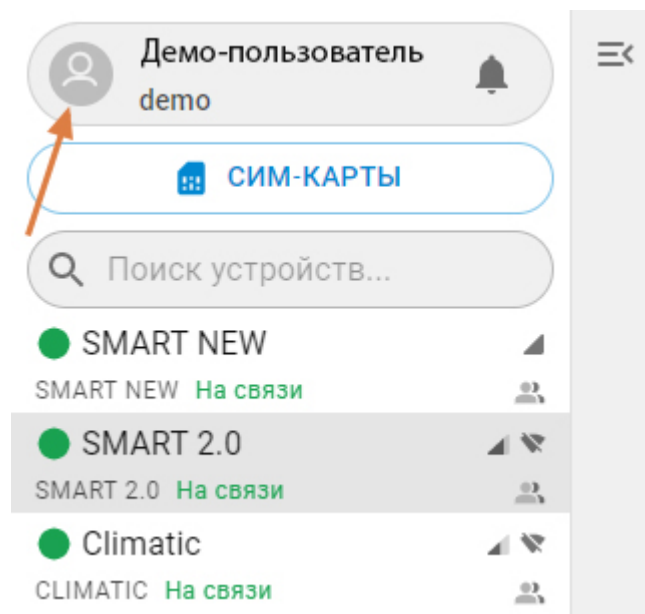 Демо-пользователь
demo
СИМ-КАРТЫ
Поиск устройств...
SMART NEW
SMART NEW На связи
SMART 2.0
SMART 2.0 На связи
Climatic
CLIMATIC На связи